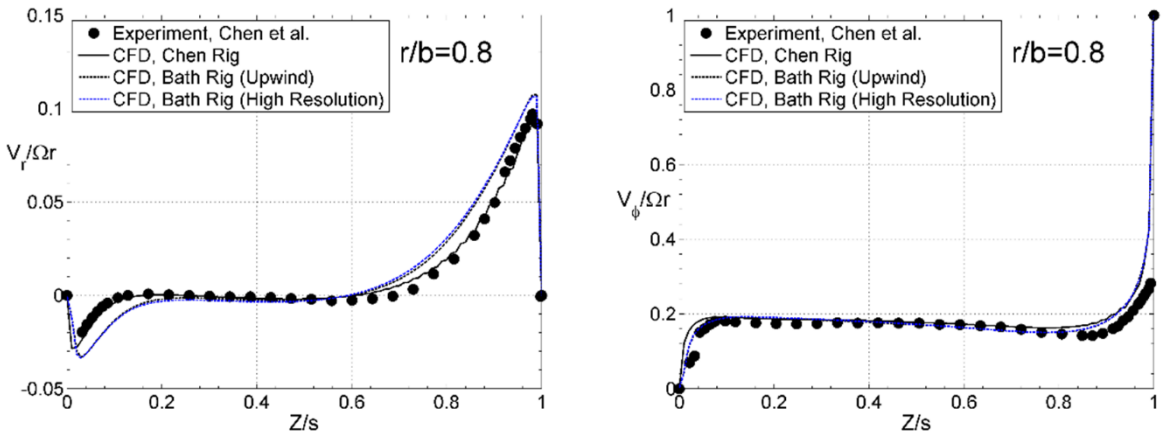 0.15
Experiment, Chen et al.
CFD, Chen Rig
CFD, Bath Rig (Upwind)
CFD, Bath Rig (High Resolution)
r/b=0.8
0.1
Vr/Ωr
0.05
0
-0.05
0 0.2 0.4 0.6 0.8 1
Z/s
1
Experiment, Chen et al.
CFD, Chen Rig
CFD, Bath Rig (Upwind)
CFD, Bath Rig (High Resolution)
r/b=0.8
0.8
0.6
Vϕ/Ωr
0.4
0.2
0
0 0.2 0.4 0.6 0.8 1
Z/s